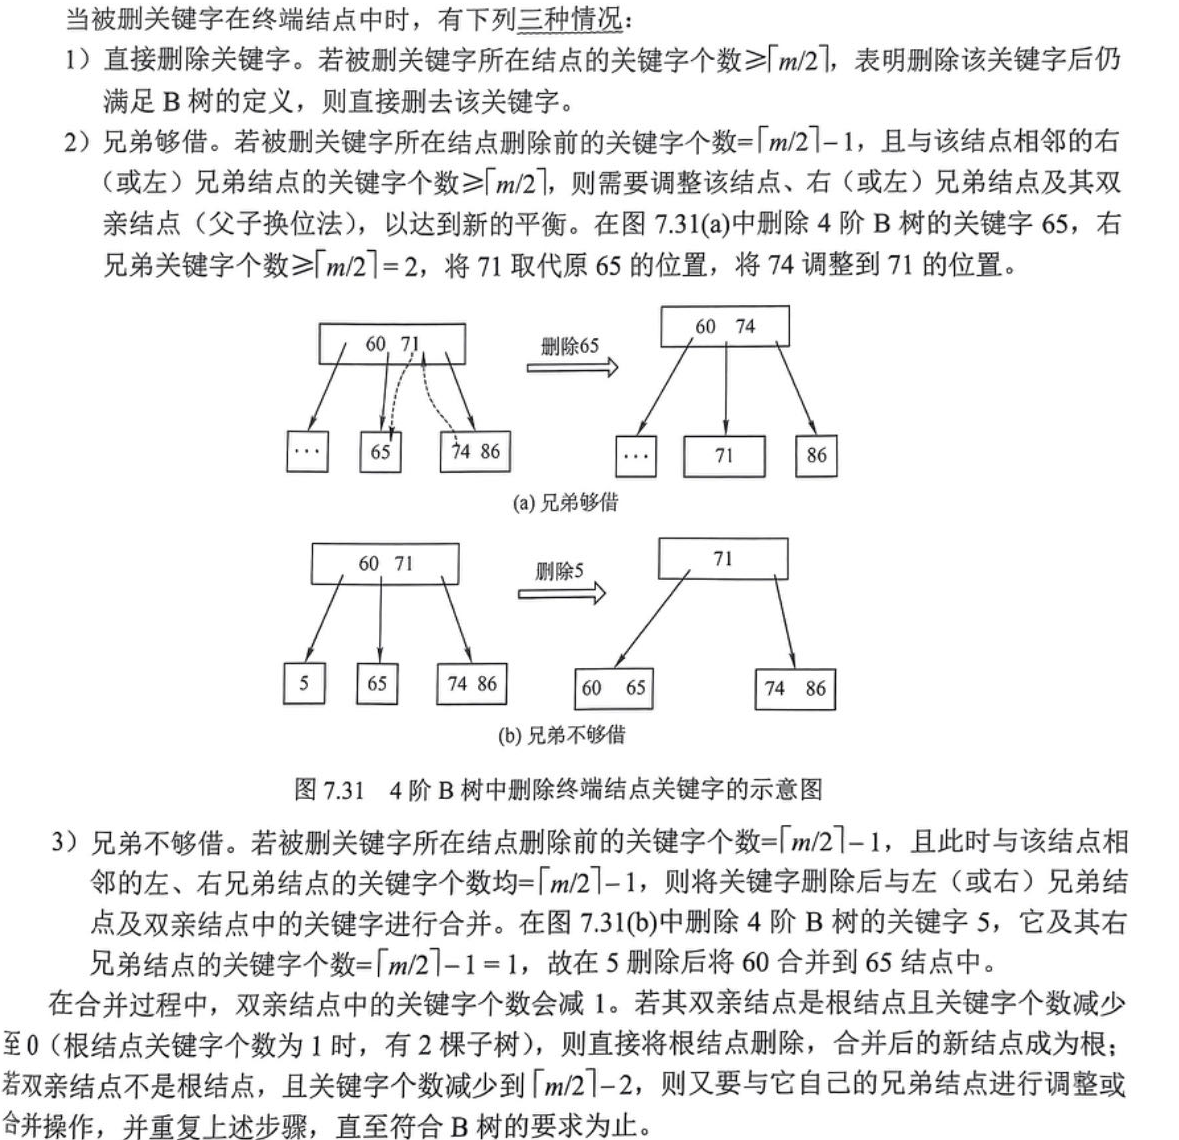 当被删关键字在终端结点中时，有下列三种情况：
1）直接删除关键字。若被删关键字所在结点的关键字个数≥⌈m/2⌉，表明删除该关键字后仍
满足 B 树的定义，则直接删去该关键字。
2）兄弟够借。若被删关键字所在结点删除前的关键字个数=⌈m/2⌉−1，且与该结点相邻的右
（或左）兄弟结点的关键字个数≥⌈m/2⌉，则需要调整该结点、右（或左）兄弟结点及其双
亲结点（父子换位法），以达到新的平衡。在图 7.31(a)中删除 4 阶 B 树的关键字 65，右
兄弟关键字个数≥⌈m/2⌉ = 2，将 71 取代原 65 的位置，将 74 调整到 71 的位置。
60 71
删除65
60 74
… 65 74 86
… 71 86
(a) 兄弟够借
60 71
删除5
71
5 65 74 86
60 65 74 86
(b) 兄弟不够借
图 7.31 4 阶 B 树中删除终端结点关键字的示意图
3）兄弟不够借。若被删关键字所在结点删除前的关键字个数=⌈m/2⌉−1，且此时与该结点相
邻的左、右兄弟结点的关键字个数均=⌈m/2⌉−1，则将关键字删除后与左（或右）兄弟结
点及双亲结点中的关键字进行合并。在图 7.31(b)中删除 4 阶 B 树的关键字 5，它及其右
兄弟结点的关键字个数=⌈m/2⌉−1 = 1，故在 5 删除后将 60 合并到 65 结点中。
在合并过程中，双亲结点中的关键字个数会减 1。若其双亲结点是根结点且关键字个数减少
至 0（根结点关键字个数为 1 时，有 2 棵子树），则直接将根结点删除，合并后的新结点成为根；
若双亲结点不是根结点，且关键字个数减少到⌈m/2⌉−2，则又要与它自己的兄弟结点进行调整或
合并操作，并重复上述步骤，直至符合 B 树的要求为止。